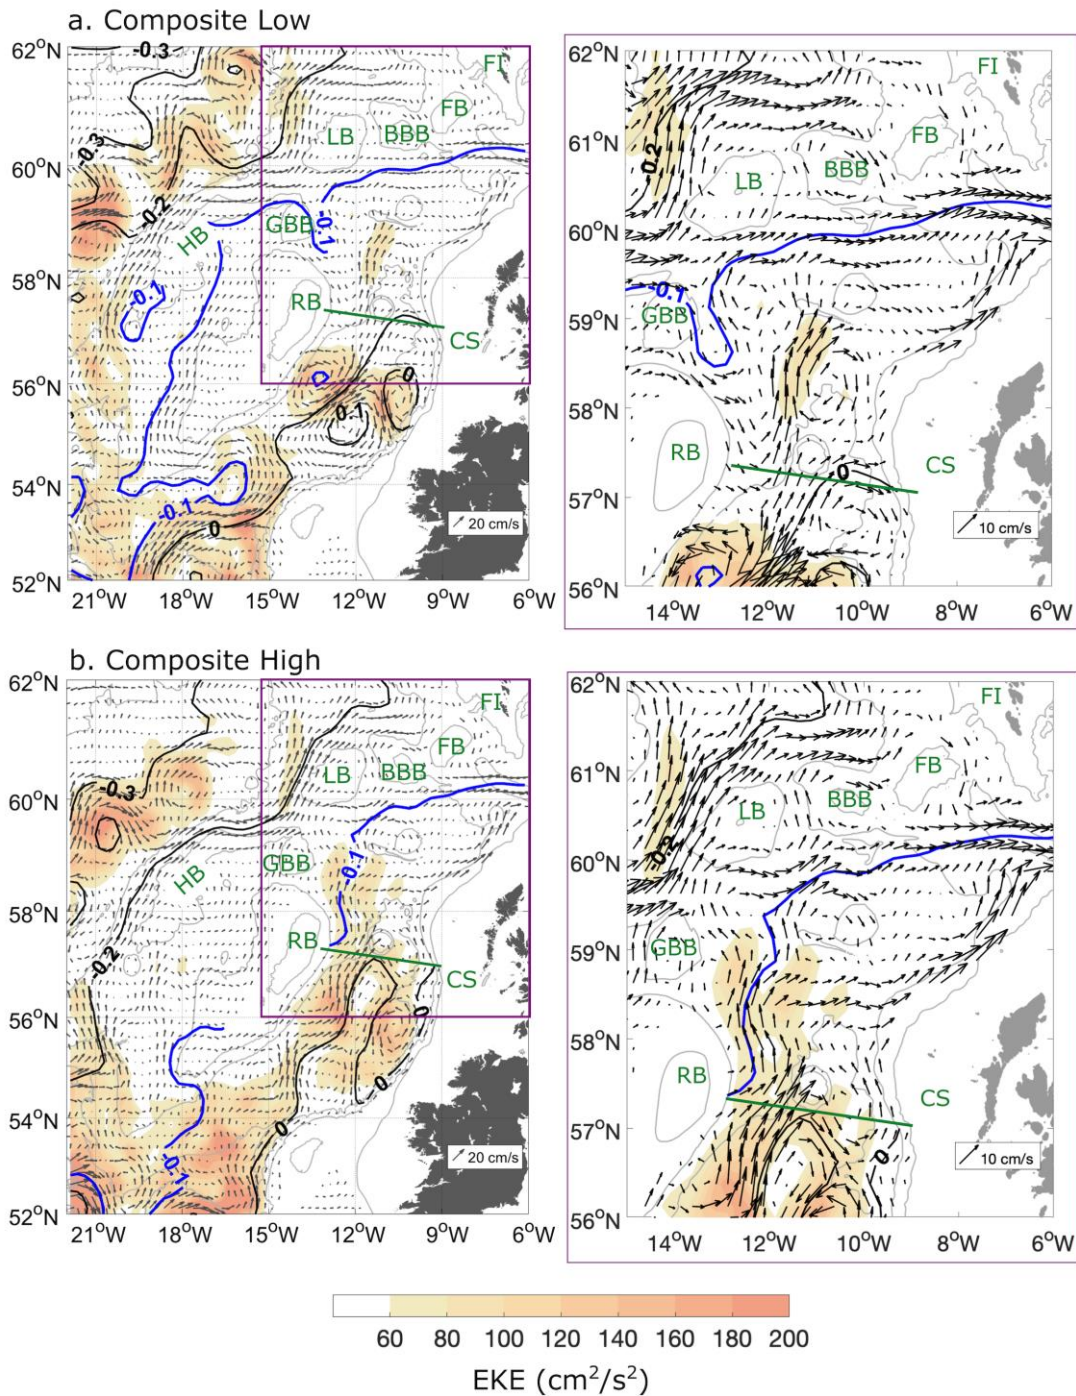 a. Composite Low
62°N
60°N
58°N
56°N
54°N
52°N
21°W 18°W 15°W 12°W 9°W 6°W
-0.3
-0.3
-0.2
-0.1
-0.1
-0.1
-0.1
0
0
0.1
HB
GBB
RB
LB
BBB
FB
FI
CS
20 cm/s
62°N
61°N
60°N
59°N
58°N
57°N
56°N
14°W 12°W 10°W 8°W 6°W
-0.2
-0.1
0
FI
FB
BBB
LB
GBB
RB
CS
10 cm/s
b. Composite High
62°N
60°N
58°N
56°N
54°N
52°N
21°W 18°W 15°W 12°W 9°W 6°W
-0.3
-0.2
-0.1
-0.1
0
0
0
HB
GBB
RB
LB
BBB
FB
FI
CS
20 cm/s
62°N
61°N
60°N
59°N
58°N
57°N
56°N
14°W 12°W 10°W 8°W 6°W
-0.2
0
FI
FB
BBB
LB
GBB
RB
CS
10 cm/s
60 80 100 120 140 160 180 200
EKE (cm²/s²)